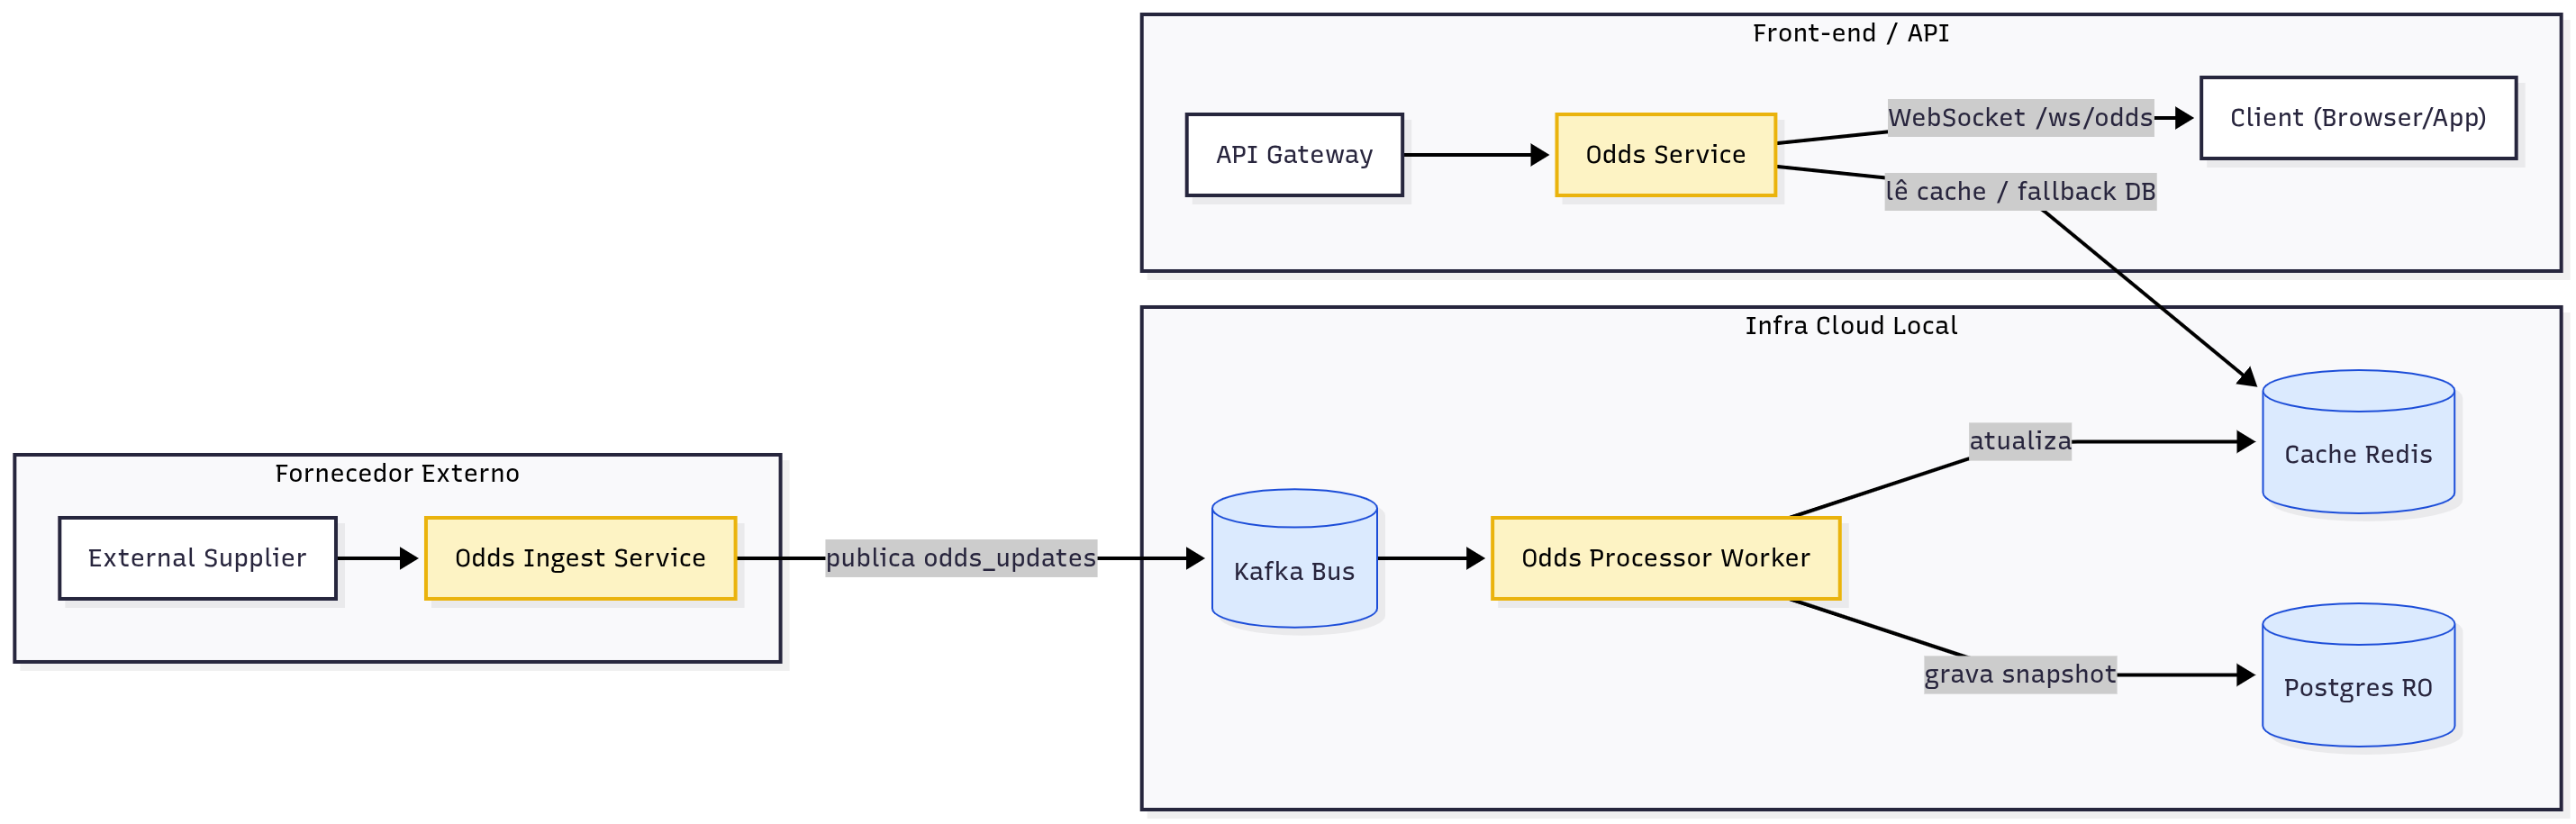 Front-end / API
API Gateway
Odds Service
WebSocket /ws/odds
Client (Browser/App)
lê cache / fallback DB
Infra Cloud Local
Fornecedor Externo
External Supplier
Odds Ingest Service
publica odds_updates
Kafka Bus
Odds Processor Worker
atualiza
Cache Redis
grava snapshot
Postgres RO